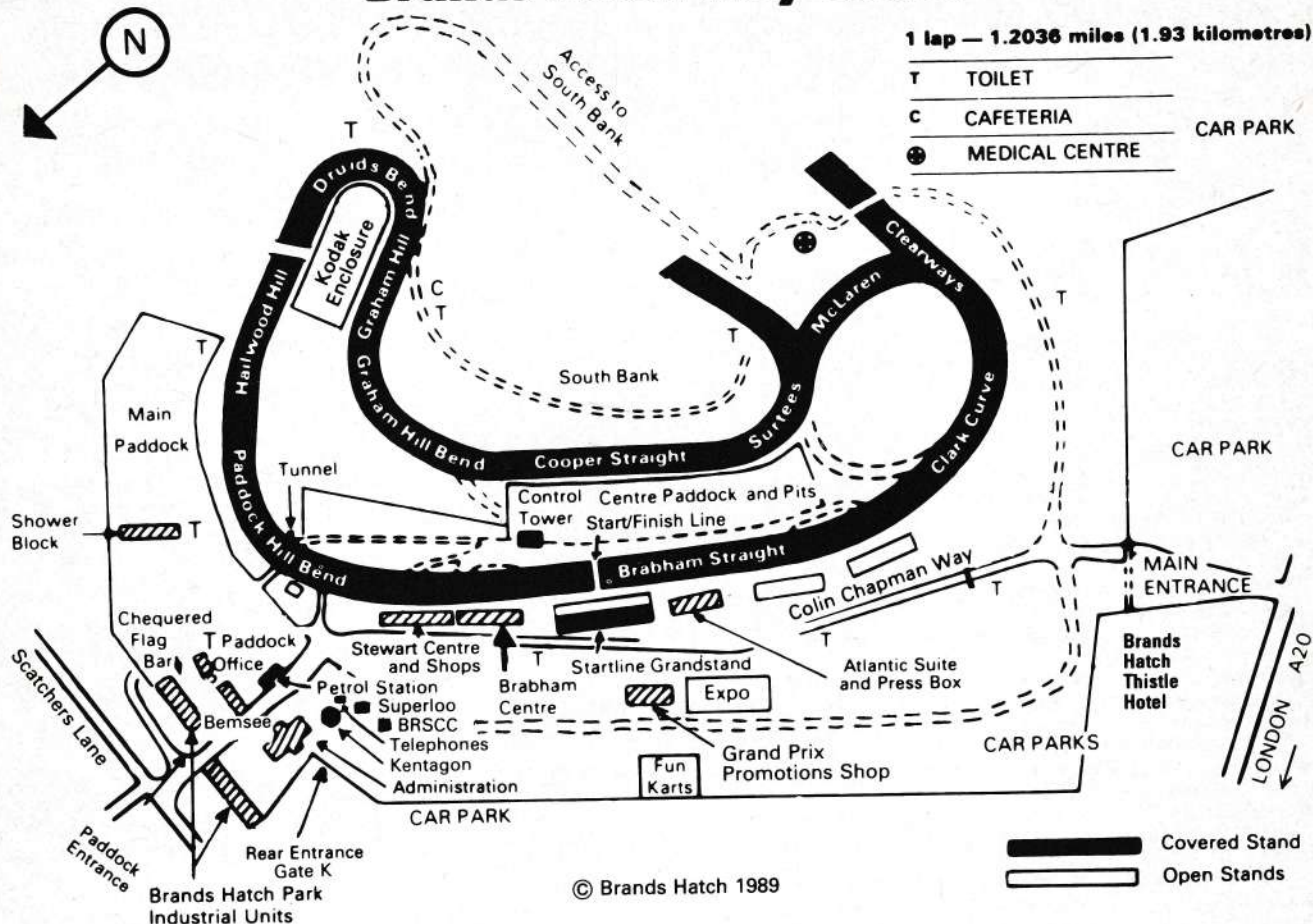 N
1 lap — 1.2036 miles (1.93 kilometres)
T TOILET
C CAFETERIA
MEDICAL CENTRE
CAR PARK
Access to
South Bank
T
Druids Bend
Kodak
Enclosure
Graham Hill
Hailwood Hill
C
T
Clearways
McLaren
T
T
T
South Bank
Main
Paddock
Graham Hill Bend
Cooper Straight
Surtees
Clark Curve
CAR PARK
Paddock Hill Bend
Tunnel
Control
Tower
Centre Paddock and Pits
Start/Finish Line
Shower
Block
T
Brabham Straight
Colin Chapman Way
T
MAIN
ENTRANCE
Chequered
Flag
Bar
T
Paddock
Office
Stewart Centre
and Shops
T
Startline Grandstand
T
Atlantic Suite
and Press Box
Brands
Hatch
Thistle
Hotel
LONDON A20
Scatchers Lane
Bemsee
Petrol Station
Superloo
BRSCC
Telephones
Kentagon
Administration
Brabham
Centre
Expo
Grand Prix
Promotions Shop
CAR PARKS
Fun
Karts
CAR PARK
Paddock
Entrance
Rear Entrance
Gate K
Brands Hatch Park
Industrial Units
© Brands Hatch 1989
Covered Stand
Open Stands